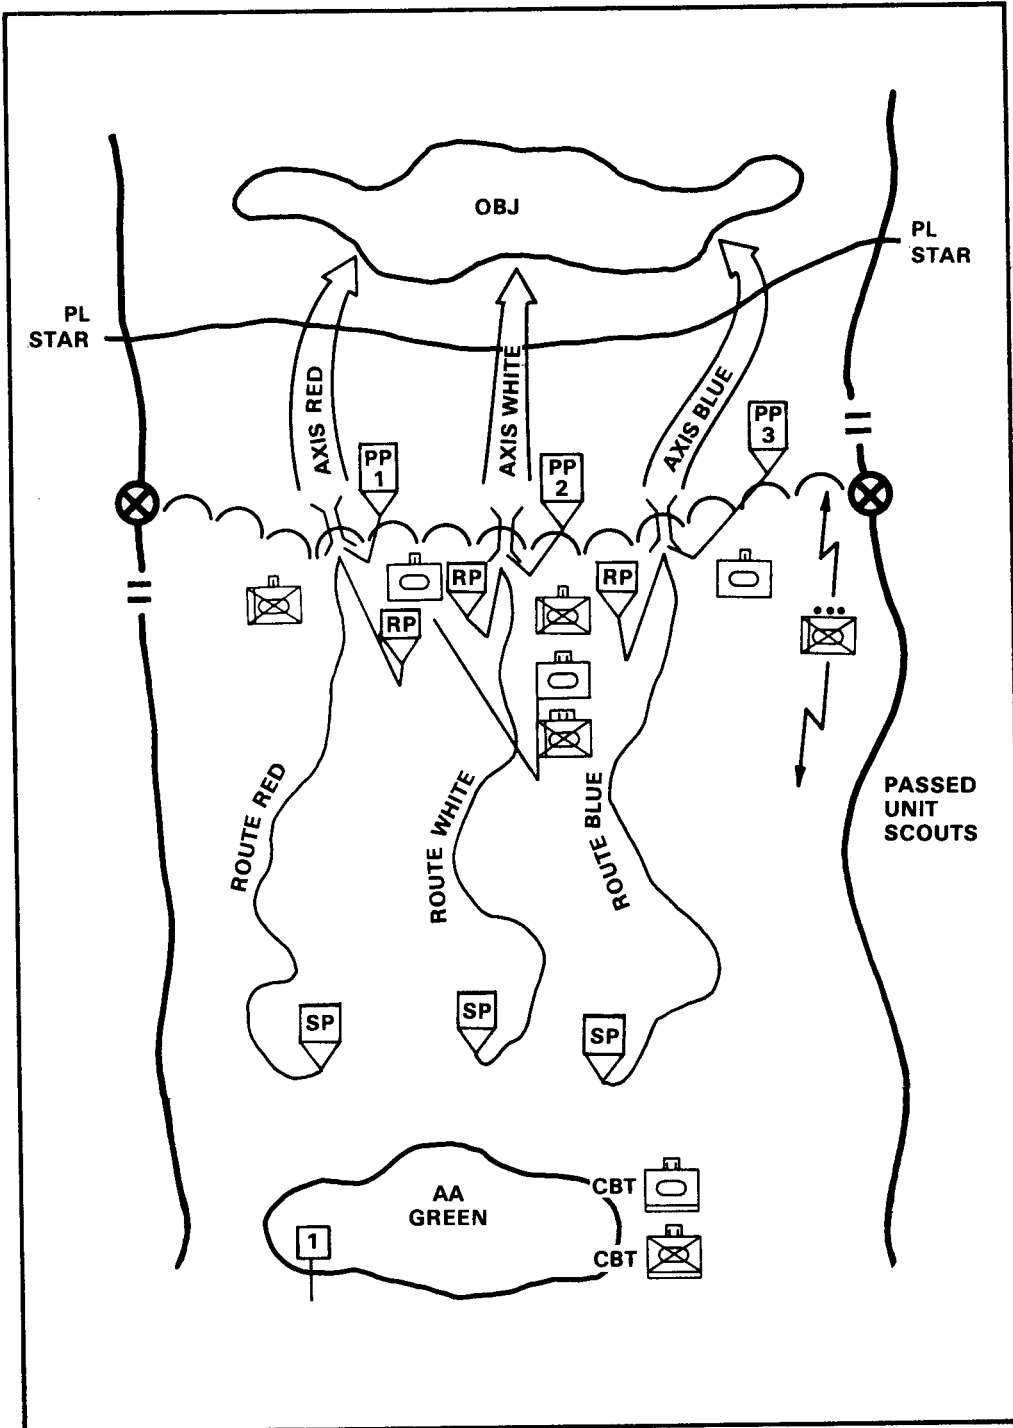 OBJ
PL
STAR
PL
STAR
AXIS RED
AXIS WHITE
AXIS BLUE
PP
1
PP
2
PP
3
RP
RP
RP
ROUTE RED
ROUTE WHITE
ROUTE BLUE
PASSED
UNIT
SCOUTS
SP
SP
SP
AA
GREEN
CBT
CBT
1